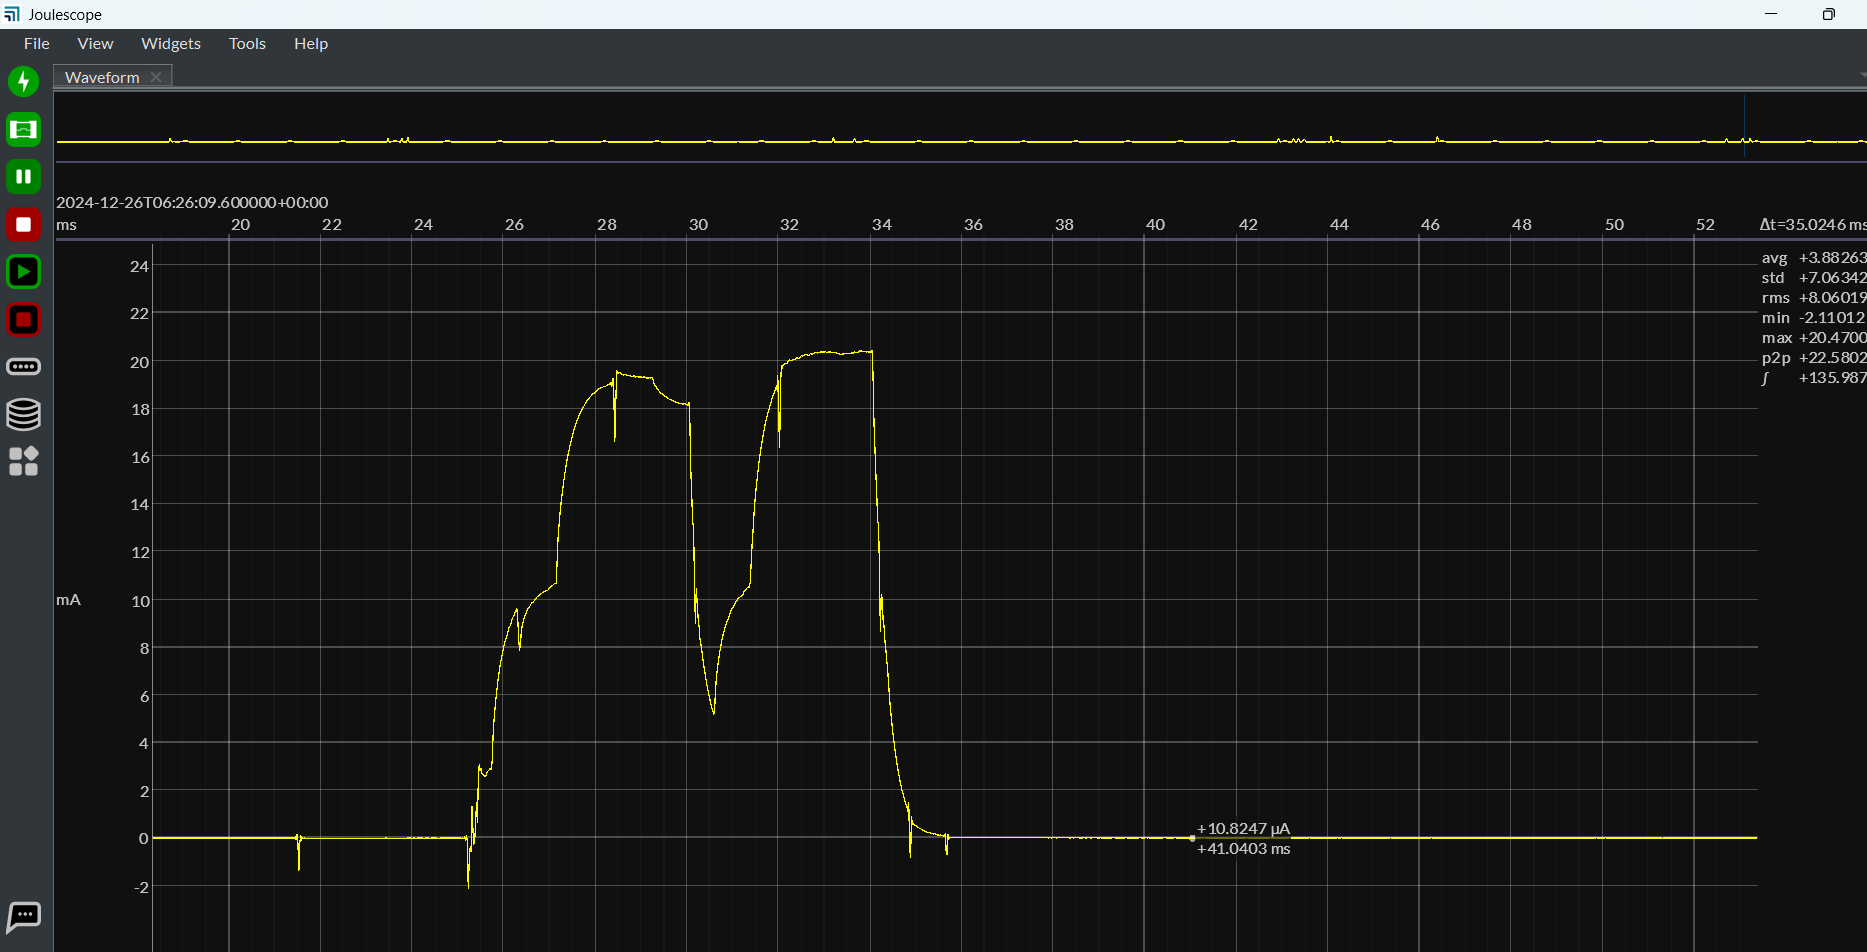 Joulescope
File View Widgets Tools Help
Waveform
2024-12-26T06:26:09.600000+00:00
ms 20 22 24 26 28 30 32 34 36 38 40 42 44 46 48 50 52 Δt=35.0246 ms
24
22
20
18
16
14
12
mA 10
8
6
4
2
0
-2
avg +3.88263
std +7.06342
rms +8.06019
min -2.11012
max +20.4700
p2p +22.5802
∫ +135.987
+10.8247 µA
+41.0403 ms